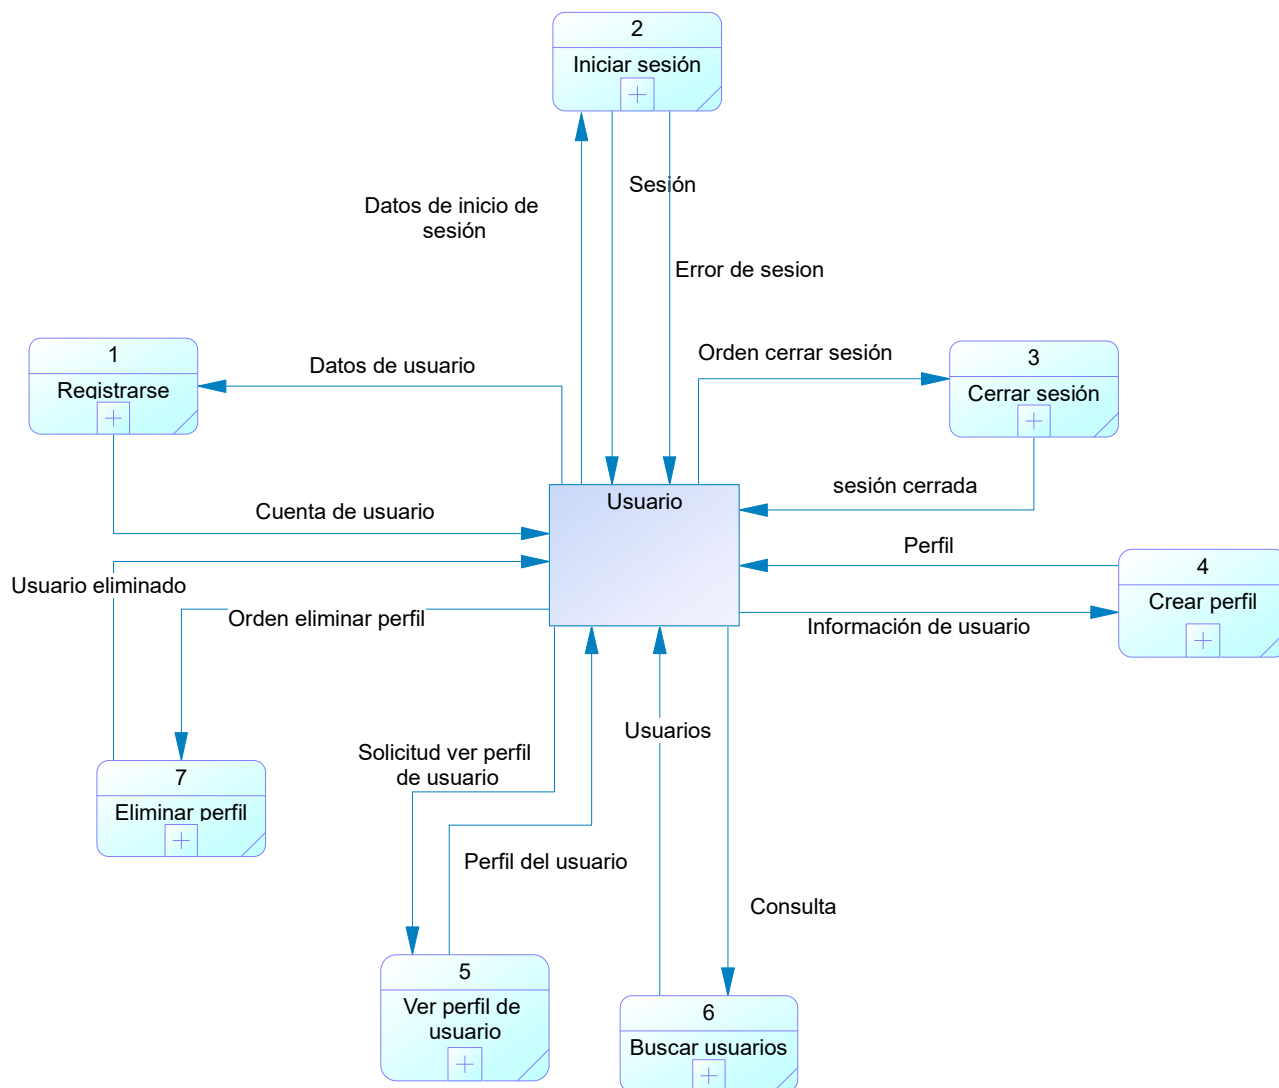 2
Iniciar sesión
Sesión
Datos de inicio de
sesión
Error de sesion
1
Registrarse
Datos de usuario
Orden cerrar sesión
3
Cerrar sesión
sesión cerrada
Usuario
Cuenta de usuario
Perfil
4
Crear perfil
Usuario eliminado
Orden eliminar perfil
Información de usuario
Usuarios
Solicitud ver perfil
de usuario
7
Eliminar perfil
Perfil del usuario
Consulta
5
Ver perfil de
usuario
6
Buscar usuarios